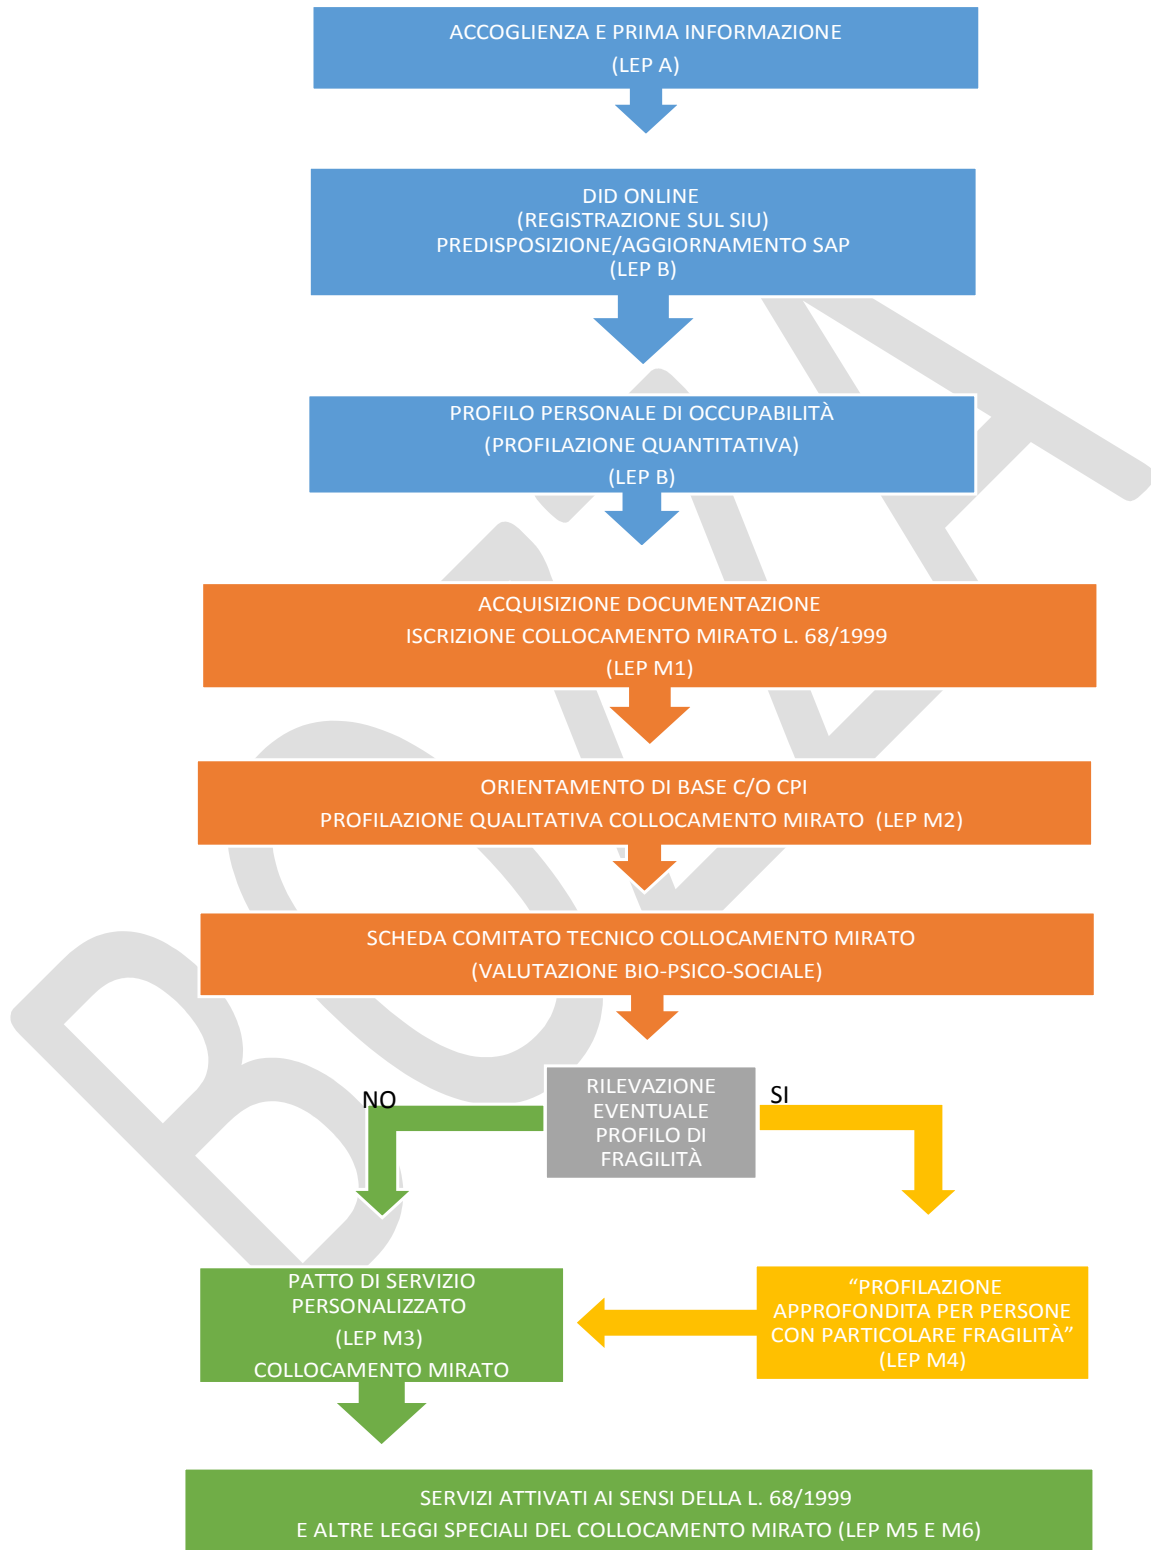 ACCOGLIENZA E PRIMA INFORMAZIONE
(LEP A)
DID ONLINE
(REGISTRAZIONE SUL SIU)
PREDISPOSIZIONE/AGGIORNAMENTO SAP
(LEP B)
PROFILO PERSONALE DI OCCUPABILITÀ
(PROFILAZIONE QUANTITATIVA)
(LEP B)
ACQUISIZIONE DOCUMENTAZIONE
ISCRIZIONE COLLOCAMENTO MIRATO L. 68/1999
(LEP M1)
ORIENTAMENTO DI BASE C/O CPI
PROFILAZIONE QUALITATIVA COLLOCAMENTO MIRATO (LEP M2)
SCHEDA COMITATO TECNICO COLLOCAMENTO MIRATO
(VALUTAZIONE BIO-PSICO-SOCIALE)
NO
RILEVAZIONE
EVENTUALE
PROFILO DI
FRAGILITÀ
SI
PATTO DI SERVIZIO
PERSONALIZZATO
(LEP M3)
COLLOCAMENTO MIRATO
“PROFILAZIONE
APPROFONDITA PER PERSONE
CON PARTICOLARE FRAGILITÀ”
(LEP M4)
SERVIZI ATTIVATI AI SENSI DELLA L. 68/1999
E ALTRE LEGGI SPECIALI DEL COLLOCAMENTO MIRATO (LEP M5 E M6)